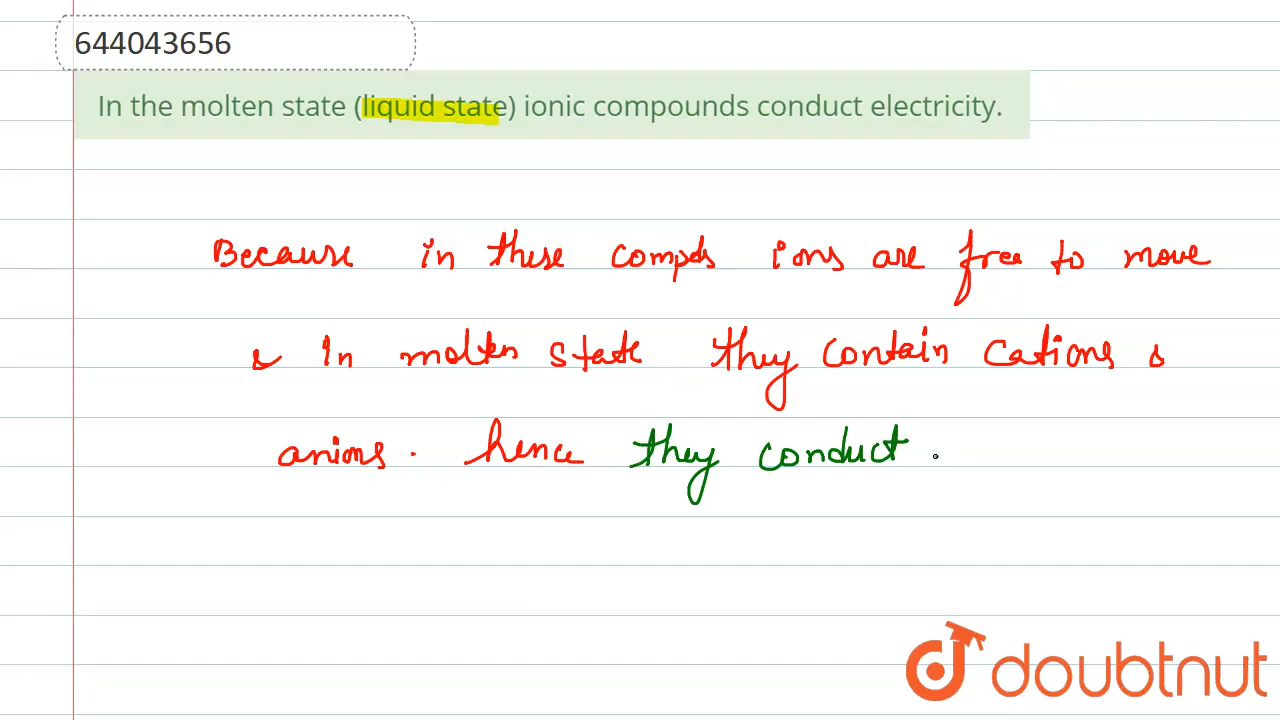 644043656
In the molten state (liquid state) ionic compounds conduct electricity.
Because in these compds ions are free to move
& In molten state they contain cations &
anions. hence they conduct.
doubtnut